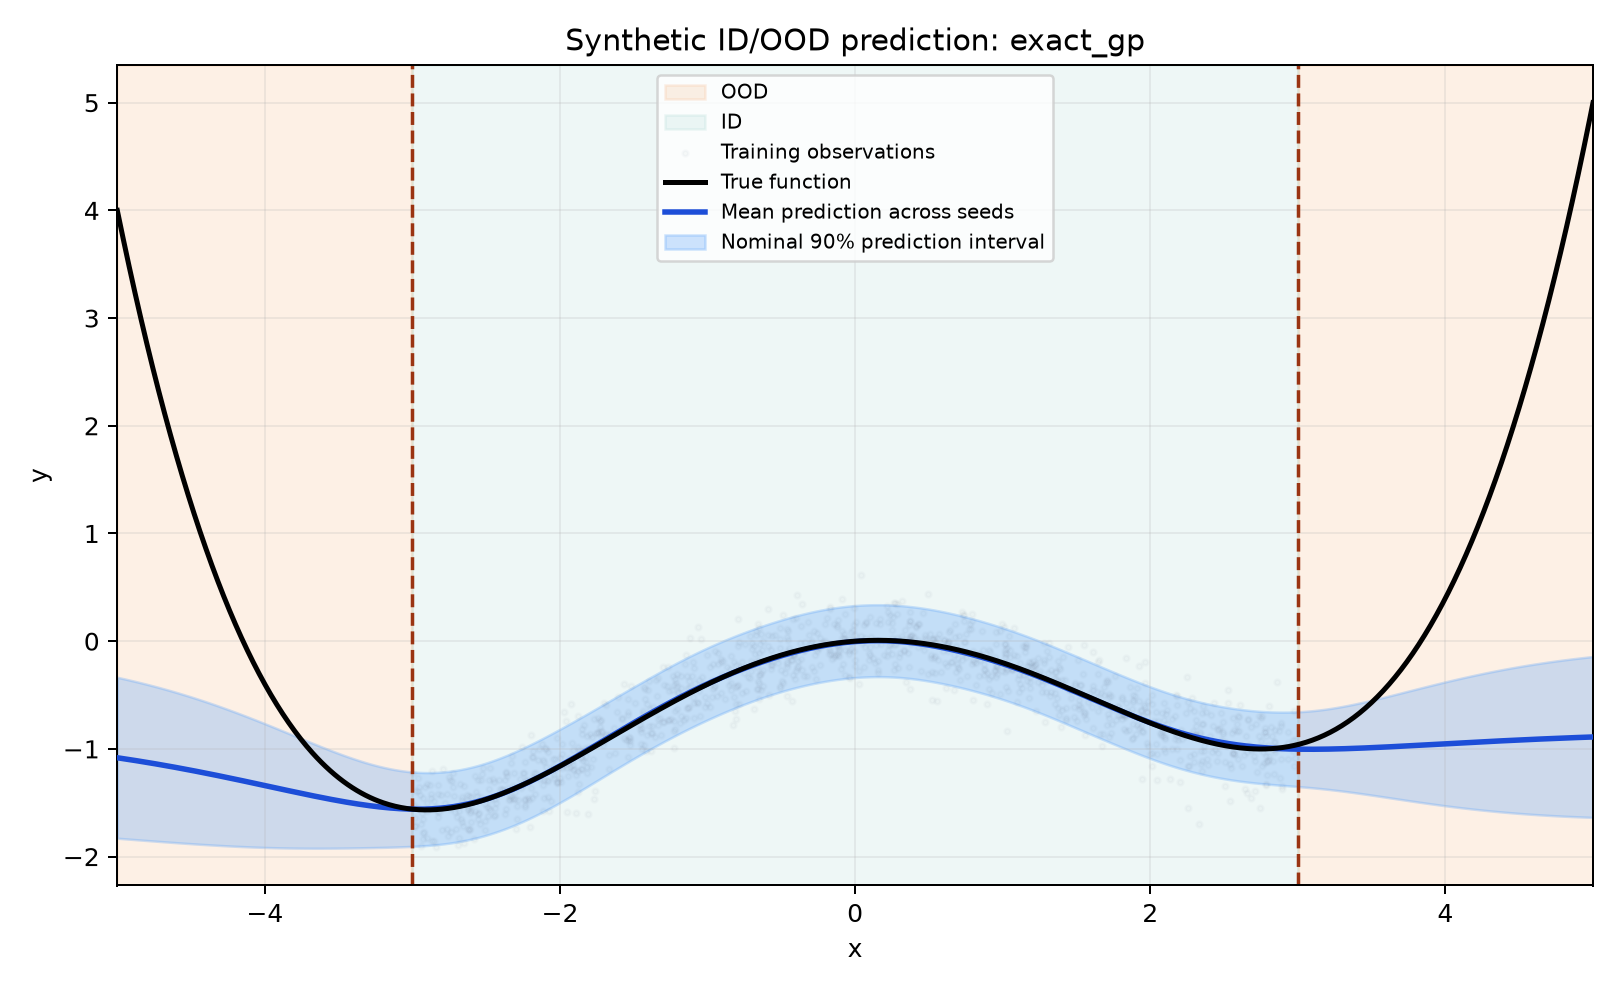 Synthetic ID/OOD prediction: exact_gp
OOD
ID
Training observations
True function
Mean prediction across seeds
Nominal 90% prediction interval
5
4
3
2
1
0
−1
−2
y
−4
−2
0
2
4
x